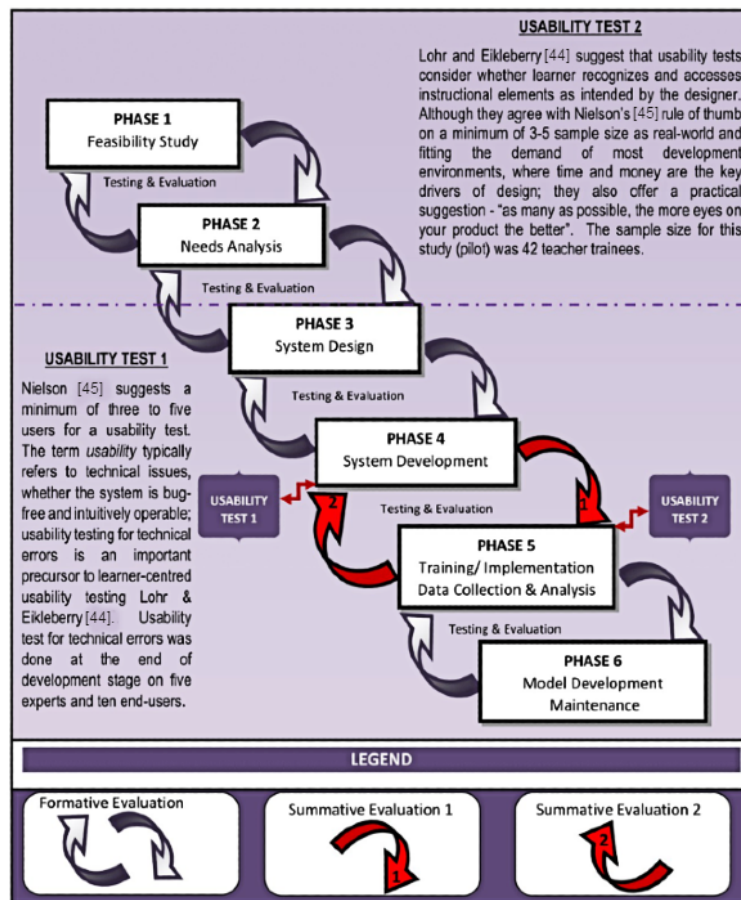 USABILITY TEST 2
Lohr and Eikleberry[44] suggest that usability tests
consider whether learner recognizes and accesses
instructional elements as intended by the designer.
Although they agree with Nielson's[45] rule of thumb
on a minimum of 3-5 sample size as real-world and
fitting the demand of most development
environments, where time and money are the key
drivers of design; they also offer a practical
suggestion - "as many as possible, the more eyes on
your product the better". The sample size for this
study (pilot) was 42 teacher trainees.
PHASE 1
Feasibility Study
Testing & Evaluation
PHASE 2
Needs Analysis
Testing & Evaluation
PHASE 3
System Design
Testing & Evaluation
USABILITY TEST 1
Nielson [45] suggests a
minimum of three to five
users for a usability test.
The term usability typically
refers to technical issues,
whether the system is bug-
free and intuitively operable;
usability testing for technical
errors is an important
precursor to learner-centred
usability testing Lohr &
Eikleberry[44]. Usability
test for technical errors was
done at the end of
development stage on five
experts and ten end-users.
PHASE 4
System Development
USABILITY
TEST 1
2
Testing & Evaluation
1
USABILITY
TEST 2
PHASE 5
Training/ Implementation
Data Collection & Analysis
Testing & Evaluation
PHASE 6
Model Development
Maintenance
LEGEND
Formative Evaluation
Summative Evaluation 1
1
Summative Evaluation 2
2